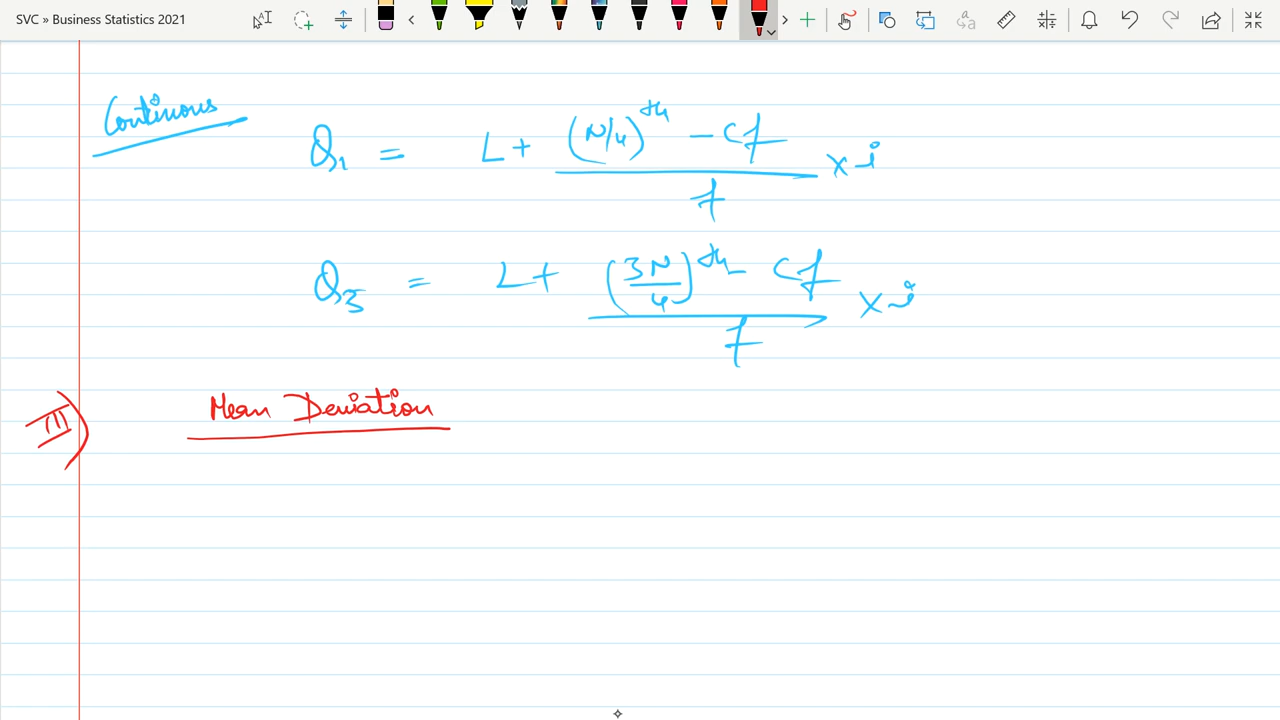 SVC » Business Statistics 2021
Continuous
Q₁ = L + (N/4)ᵗʰ – cf / f × i
Q₃ = L + (3N/4)ᵗʰ – cf / f × i
III) Mean Deviation